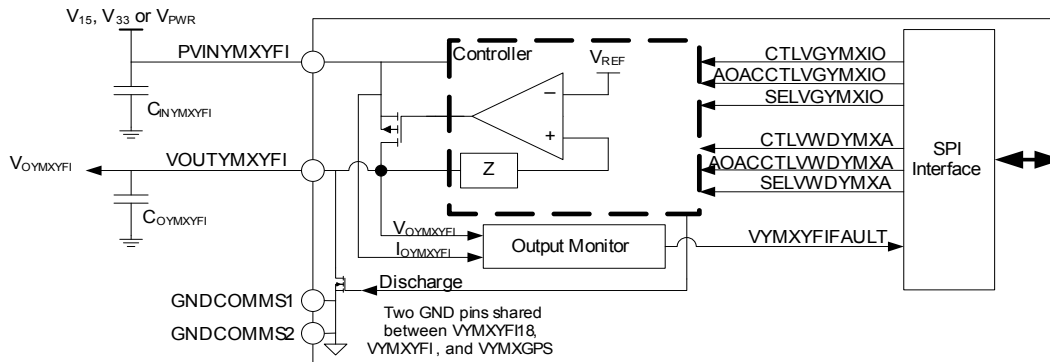 V15, V33 or VPWR
PVINYMXYFI
CINYMXYFI
VOYMXYFI
VOUTYMXYFI
COYMXYFI
Controller
VREF
−
+
Z
VOYMXYFI
IOYMXYFI
Output Monitor
Discharge
GNDCOMMS1
GNDCOMMS2
Two GND pins shared
between VYMXYFI18,
VYMXYFI, and VYMXGPS
CTLVGYMXIO
AOACCTLVGYMXIO
SELVGYMXIO
CTLVWDYMXA
AOACCTLVWDYMXA
SELVWDYMXA
VYMXYFIFAULT
SPI
Interface